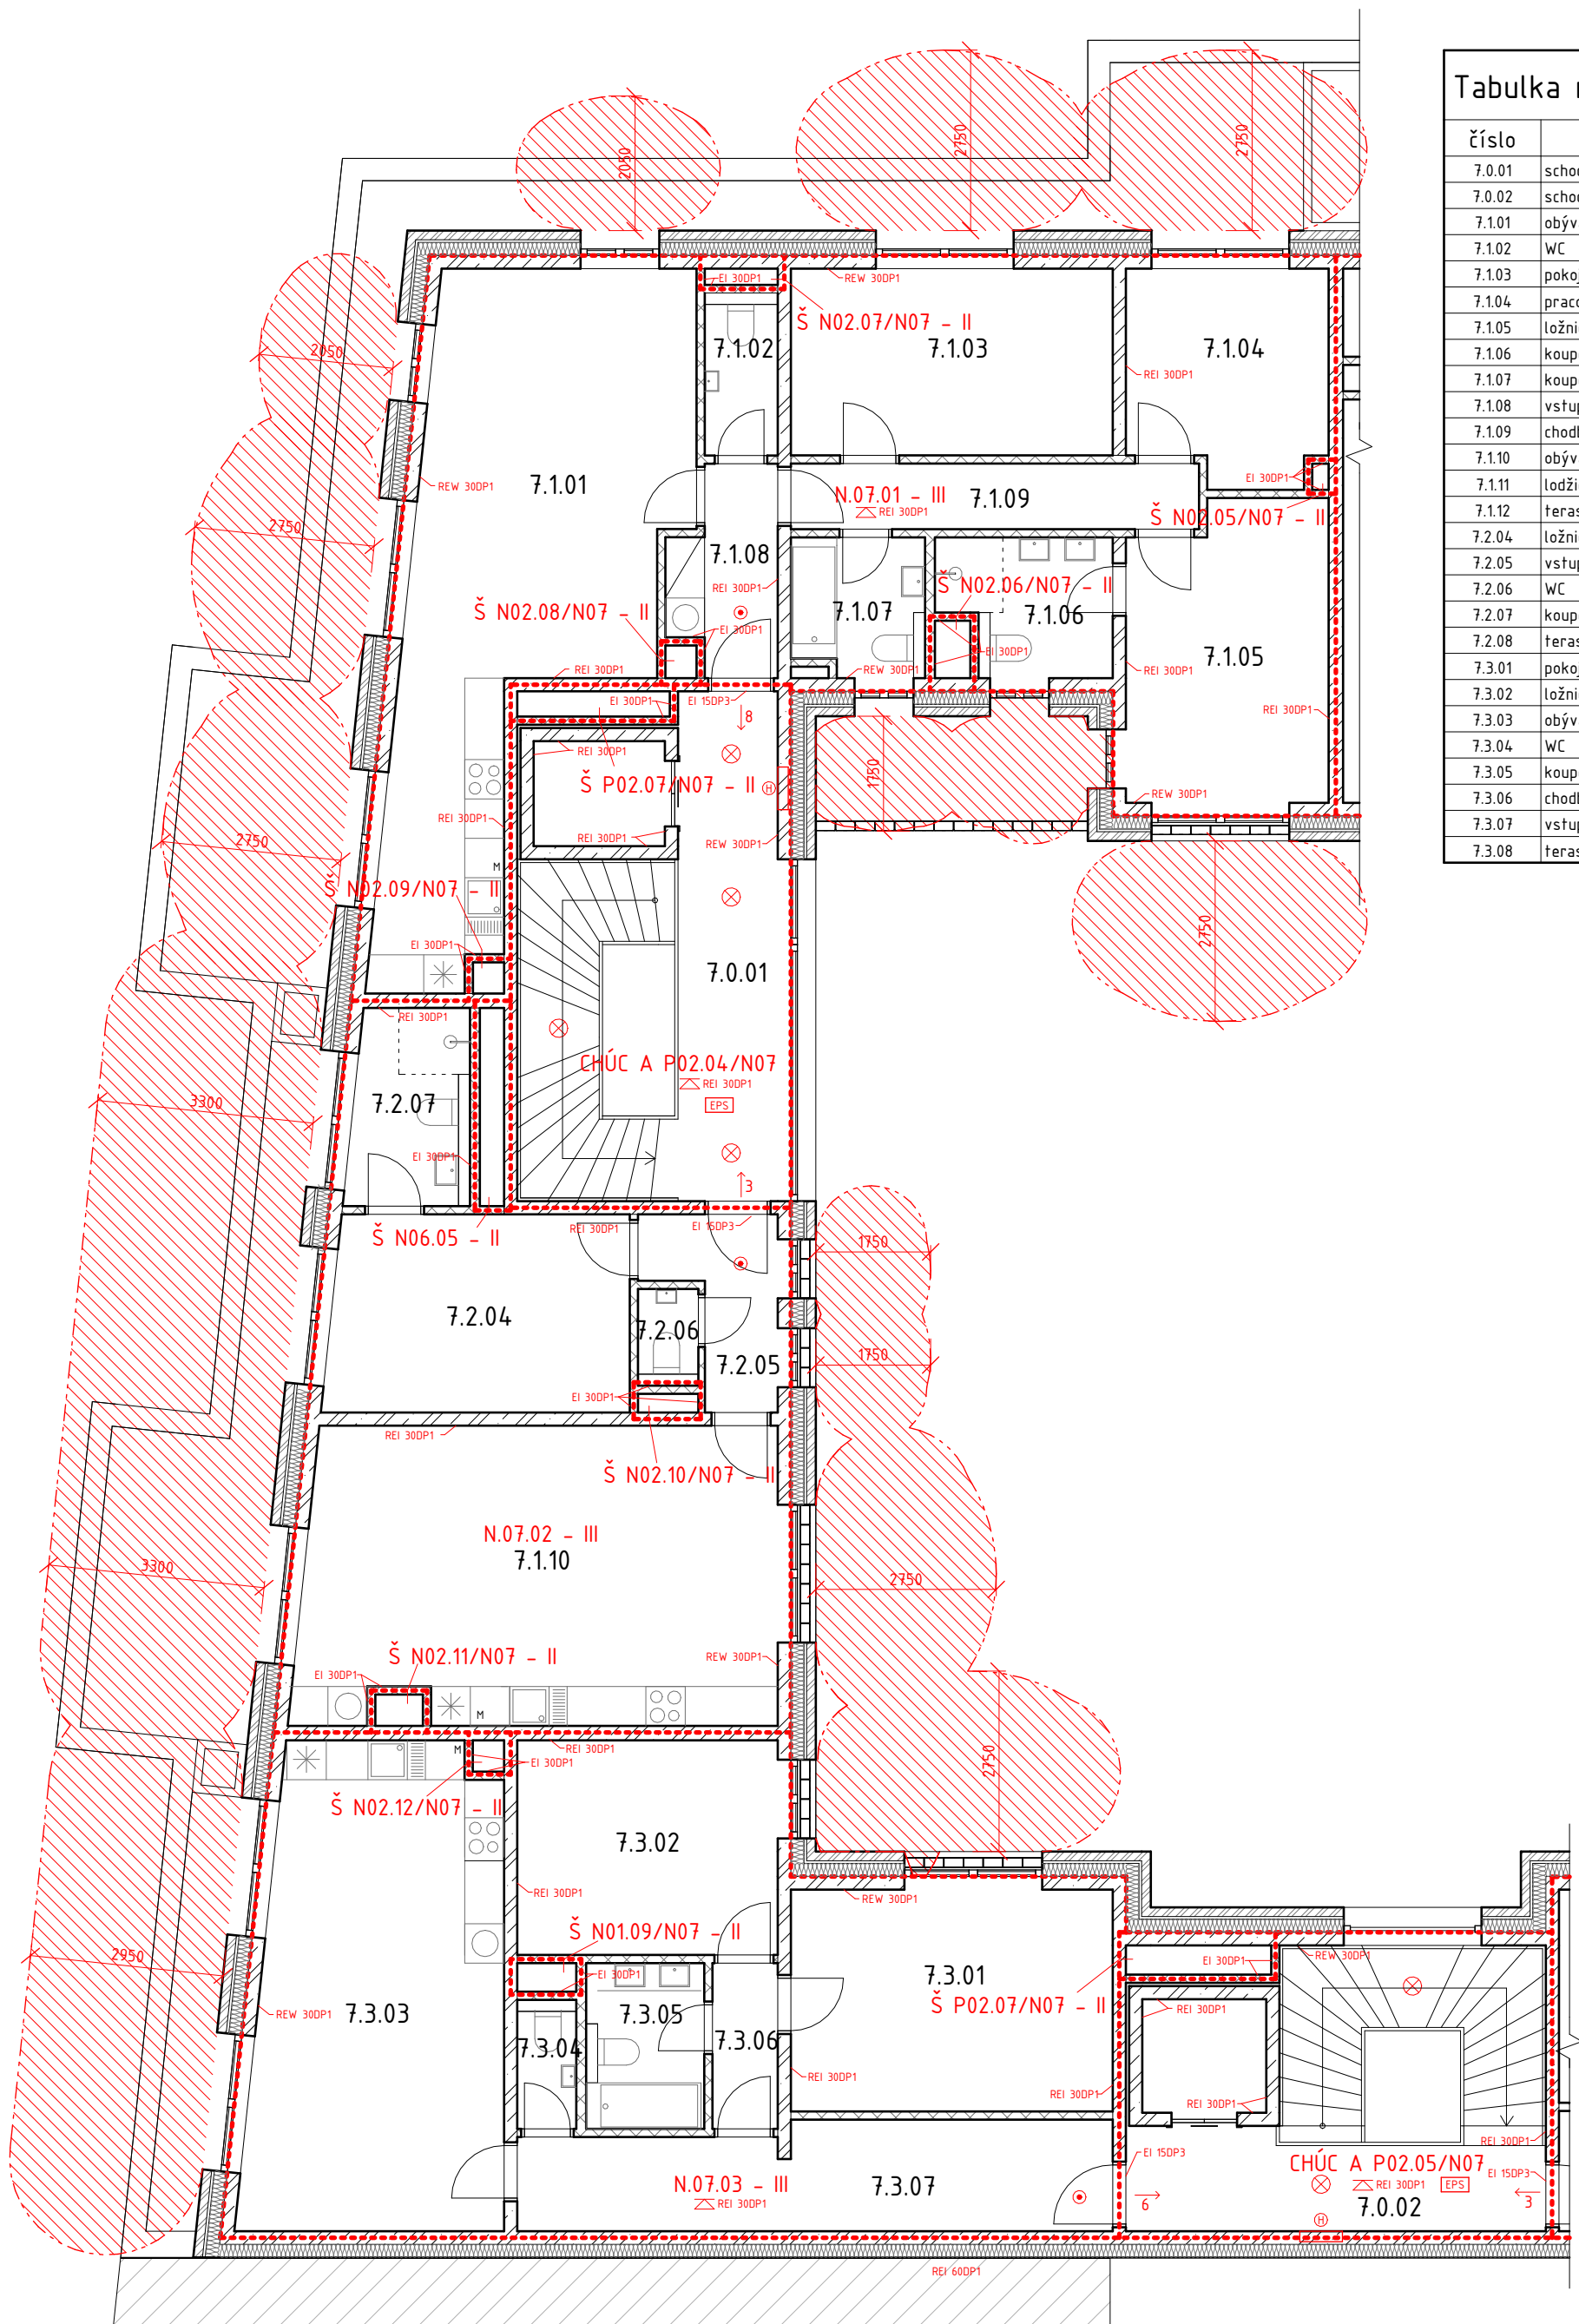 2050
2750
2750
EI 30DP1
REW 30DP1
Š N02.07/N07 - II
7.1.02
7.1.03
7.1.04
2050
REI 30DP1
7.1.01
REW 30DP1
N.07.01 - III
REI 30DP1
7.1.09
EI 30DP1
Š N02.05/N07 - II
2750
7.1.08
REI 30DP1
Š N02.06/N07 - II
7.1.07
7.1.06
Š N02.08/N07 - II
EI 30DP1
EI 30DP1
7.1.05
REI 30DP1
REW 30DP1
REI 30DP1
EI 30DP1
EI 15DP3
8
REI 30DP1
REI 30DP1
Š P02.07/N07 - II
H
1750
REW 30DP1
REI 30DP1
REI 30DP1
REW 30DP1
2750
M
Š N02.09/N07 - II
2750
EI 30DP1
7.0.01
REI 30DP1
CHÚC A P02.04/N07
REI 30DP1
EPS
3300
7.2.07
EI 30DP1
3
Š N06.05 - II
REI 30DP1
EI 15DP3
1750
7.2.04
7.2.06
7.2.05
1750
EI 30DP1
REI 30DP1
Š N02.10/N07 - II
N.07.02 - III
7.1.10
3300
2750
Š N02.11/N07 - II
EI 30DP1
REW 30DP1
M
2750
M
REI 30DP1
EI 30DP1
Š N02.12/N07 - II
7.3.02
REI 30DP1
REW 30DP1
Š N01.09/N07 - II
2950
EI 30DP1
REW 30DP1
7.3.03
7.3.04
7.3.05
7.3.06
7.3.01
Š P02.07/N07 - II
EI 30DP1
REW 30DP1
REI 30DP1
REI 30DP1
REI 30DP1
REI 30DP1
REI 30DP1
EI 15DP3
CHÚC A P02.05/N07
REI 30DP1
EPS
EI 15DP3
N.07.03 - III
REI 30DP1
7.3.07
6
3
7.0.02
H
REI 60DP1
Tabulka
číslo
7.0.01 schod
7.0.02 schod
7.1.01 obýv
7.1.02 WC
7.1.03 pokoj
7.1.04 praco
7.1.05 ložni
7.1.06 koup
7.1.07 koup
7.1.08 vstup
7.1.09 chodb
7.1.10 obýv
7.1.11 lodži
7.1.12 teras
7.2.04 ložni
7.2.05 vstup
7.2.06 WC
7.2.07 koup
7.2.08 teras
7.3.01 pokoj
7.3.02 ložni
7.3.03 obýv
7.3.04 WC
7.3.05 koup
7.3.06 chodb
7.3.07 vstup
7.3.08 teras